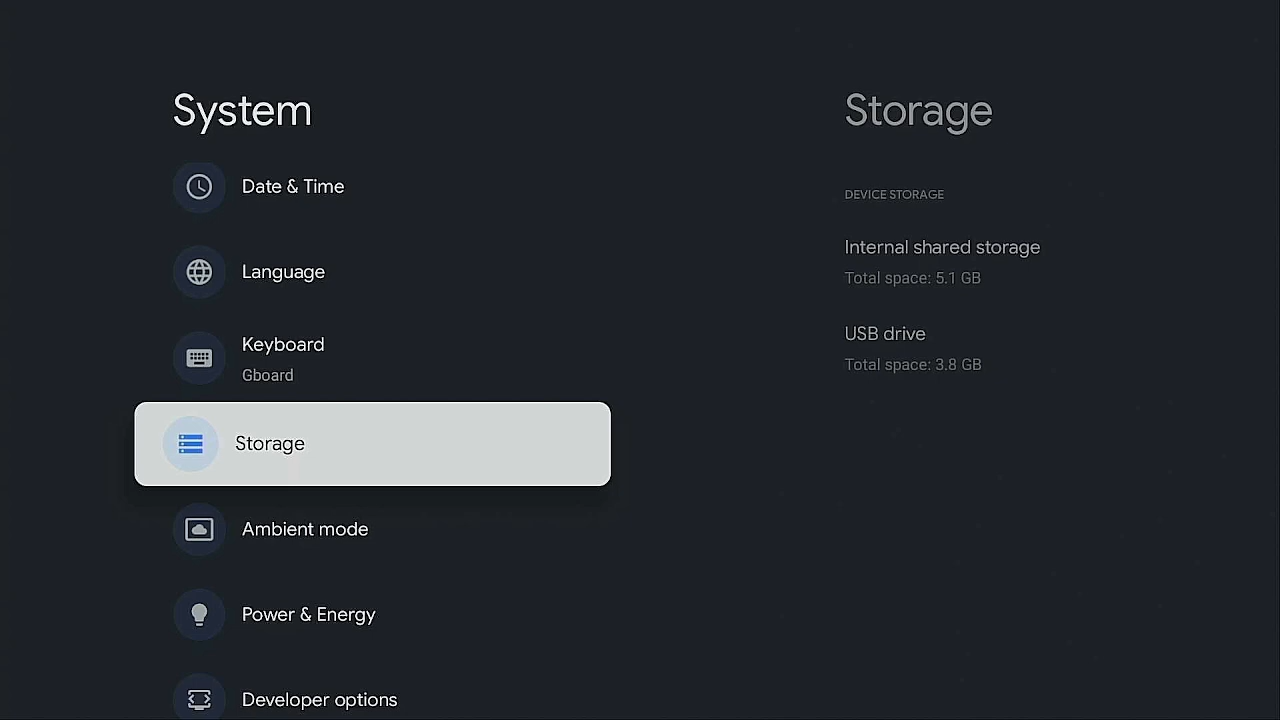 System
Date & Time
Language
Keyboard
Gboard
Storage
Ambient mode
Power & Energy
Developer options
Storage
DEVICE STORAGE
Internal shared storage
Total space: 5.1 GB
USB drive
Total space: 3.8 GB